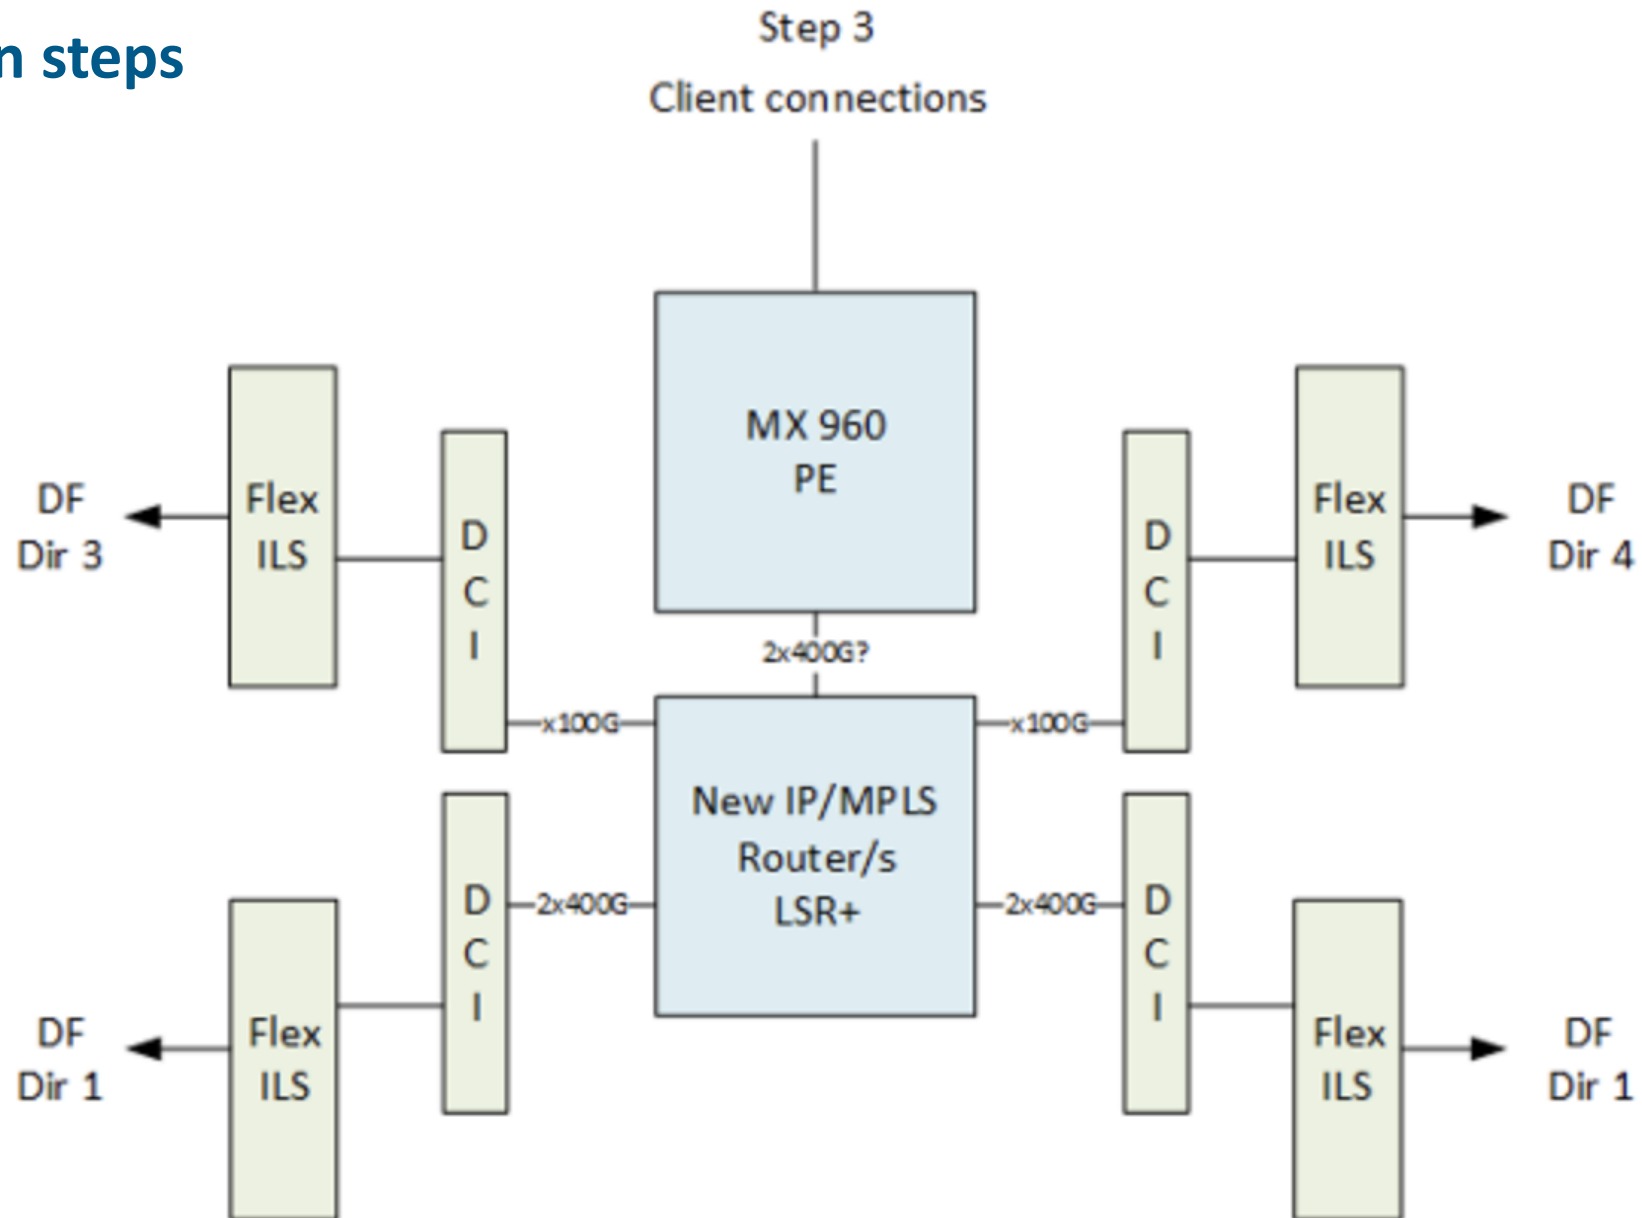 n steps
Step 3
Client connections
MX 960
PE
Flex
ILS
D
C
I
DF
Dir 3
D
C
I
Flex
ILS
DF
Dir 4
2x400G?
x100G
x100G
New IP/MPLS
Router/s
LSR+
2x400G
2x400G
D
C
I
Flex
ILS
DF
Dir 1
D
C
I
Flex
ILS
DF
Dir 1